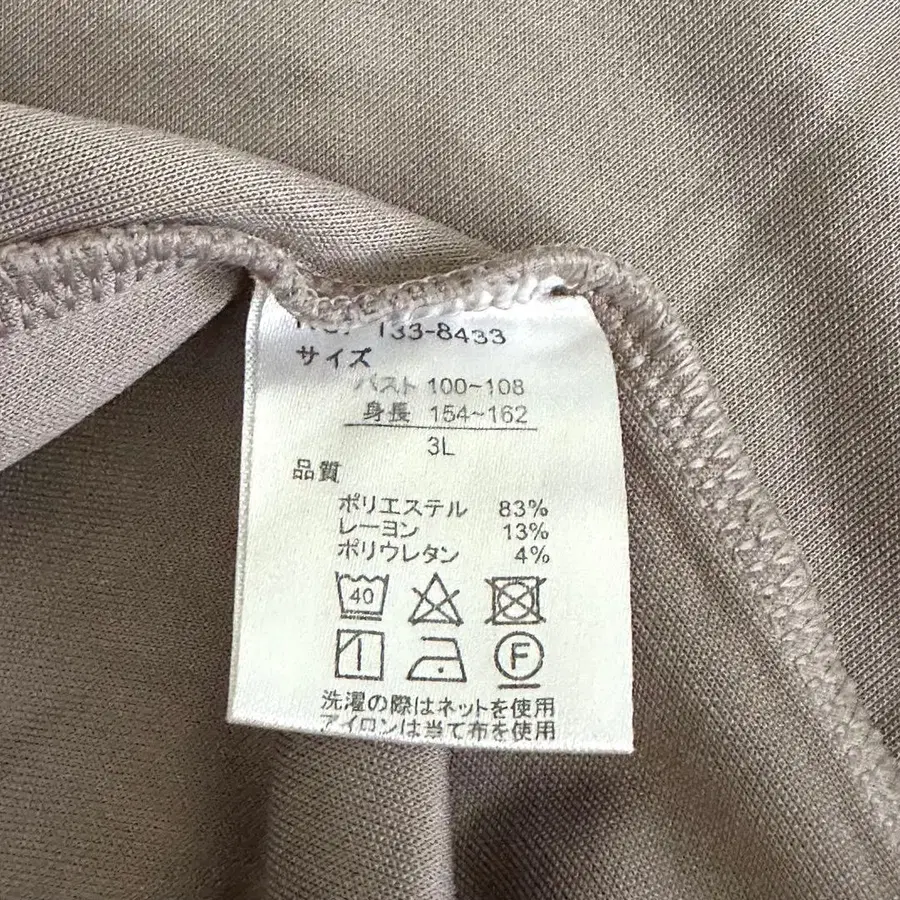 133-8433
サイズ
バスト 100~108
身長 154~162
3L
品質
ポリエステル 83%
レーヨン 13%
ポリウレタン 4%
40
F
洗濯の際はネットを使用
アイロンは当て布を使用